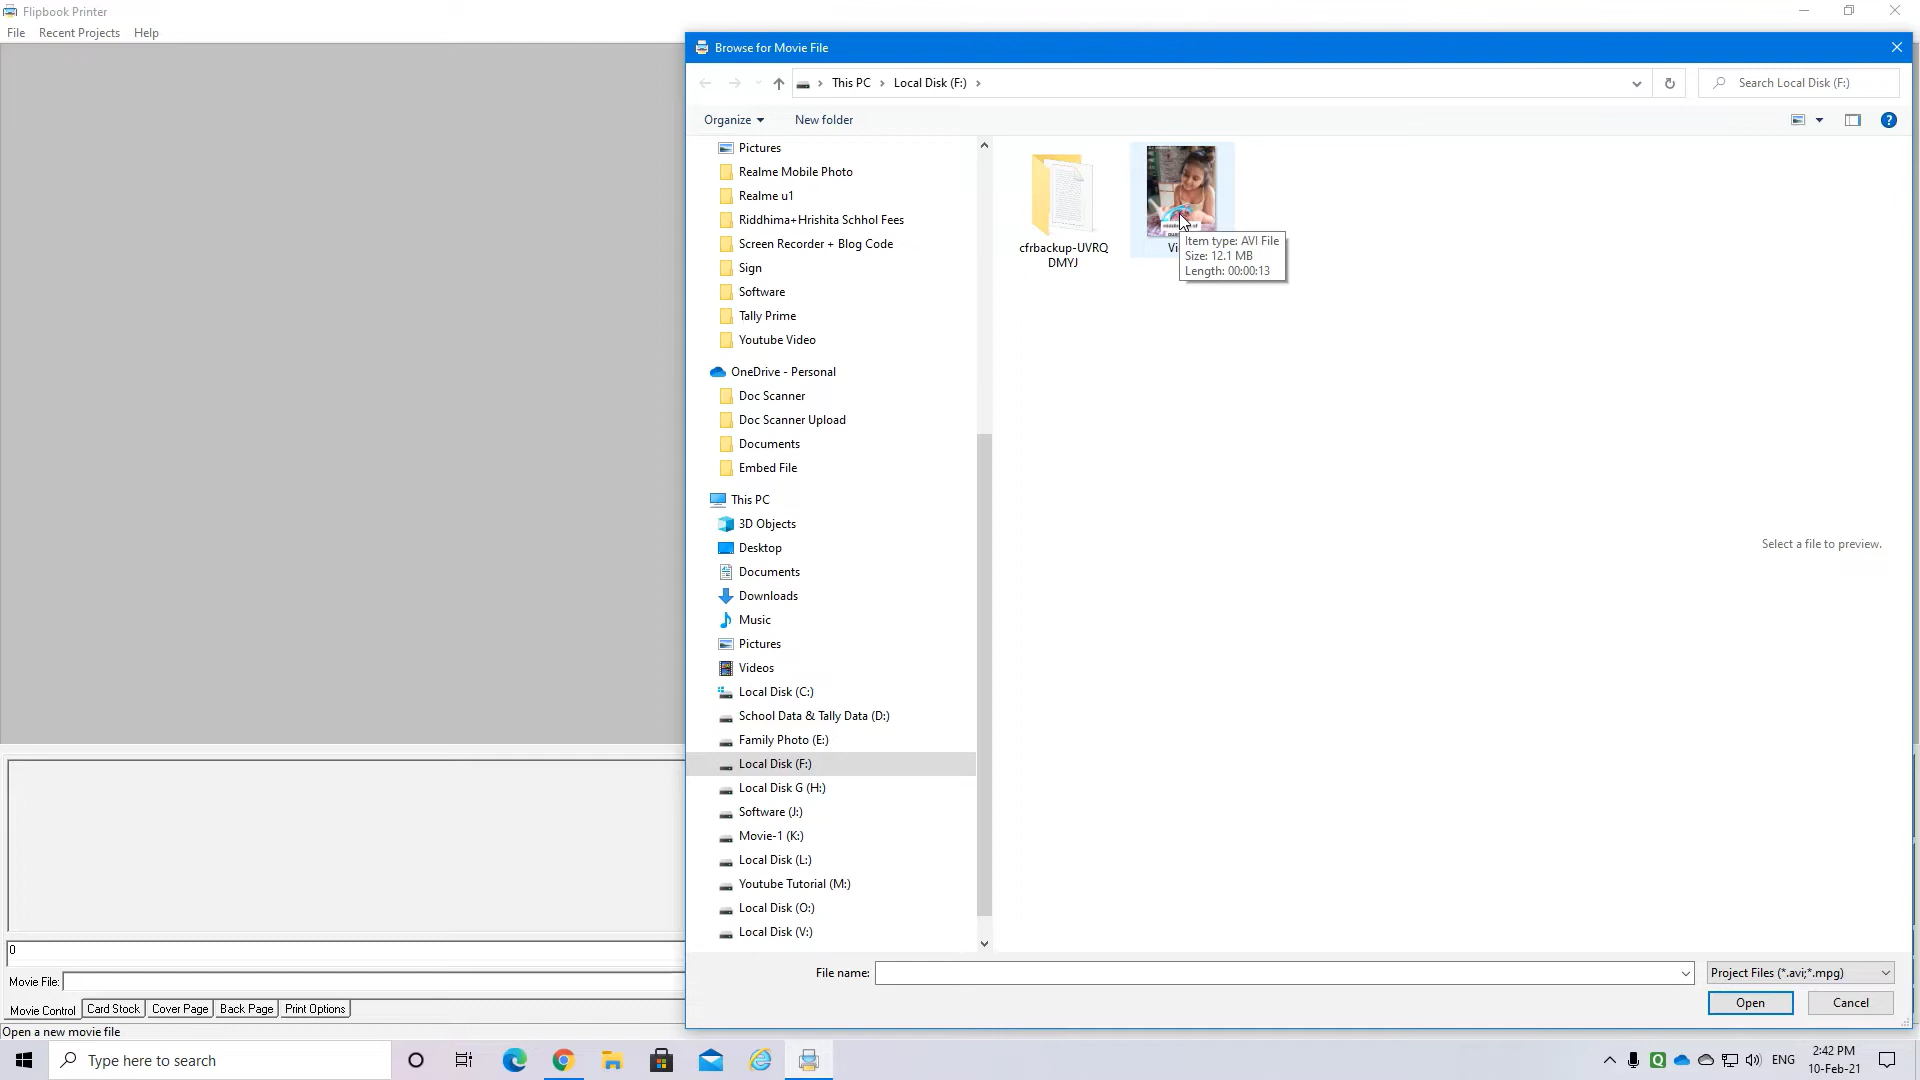 Flipbook Printer
File Recent Projects Help
Browse for Movie File
This PC Local Disk (F:)
Search Local Disk (F:)
Organize New folder
Pictures
Realme Mobile Photo
Realme u1
Riddhima+Hrishita Schhol Fees
Screen Recorder + Blog Code
Sign
Software
Tally Prime
Youtube Video
OneDrive - Personal
Doc Scanner
Doc Scanner Upload
Documents
Embed File
This PC
3D Objects
Desktop
Documents
Downloads
Music
Pictures
Videos
Local Disk (C:)
School Data & Tally Data (D:)
Family Photo (E:)
Local Disk (F:)
Local Disk G (H:)
Software (J:)
Movie-1 (K:)
Local Disk (L:)
Youtube Tutorial (M:)
Local Disk (O:)
Local Disk (V:)
cfrbackup-UVRQ
DMYJ
Item type: AVI File
Size: 12.1 MB
Length: 00:00:13
Select a file to preview.
File name:
Project Files (*.avi;*.mpg)
Open Cancel
0
Movie File:
Movie Control Card Stock Cover Page Back Page Print Options
Open a new movie file
Type here to search
ENG
2:42 PM
10-Feb-21